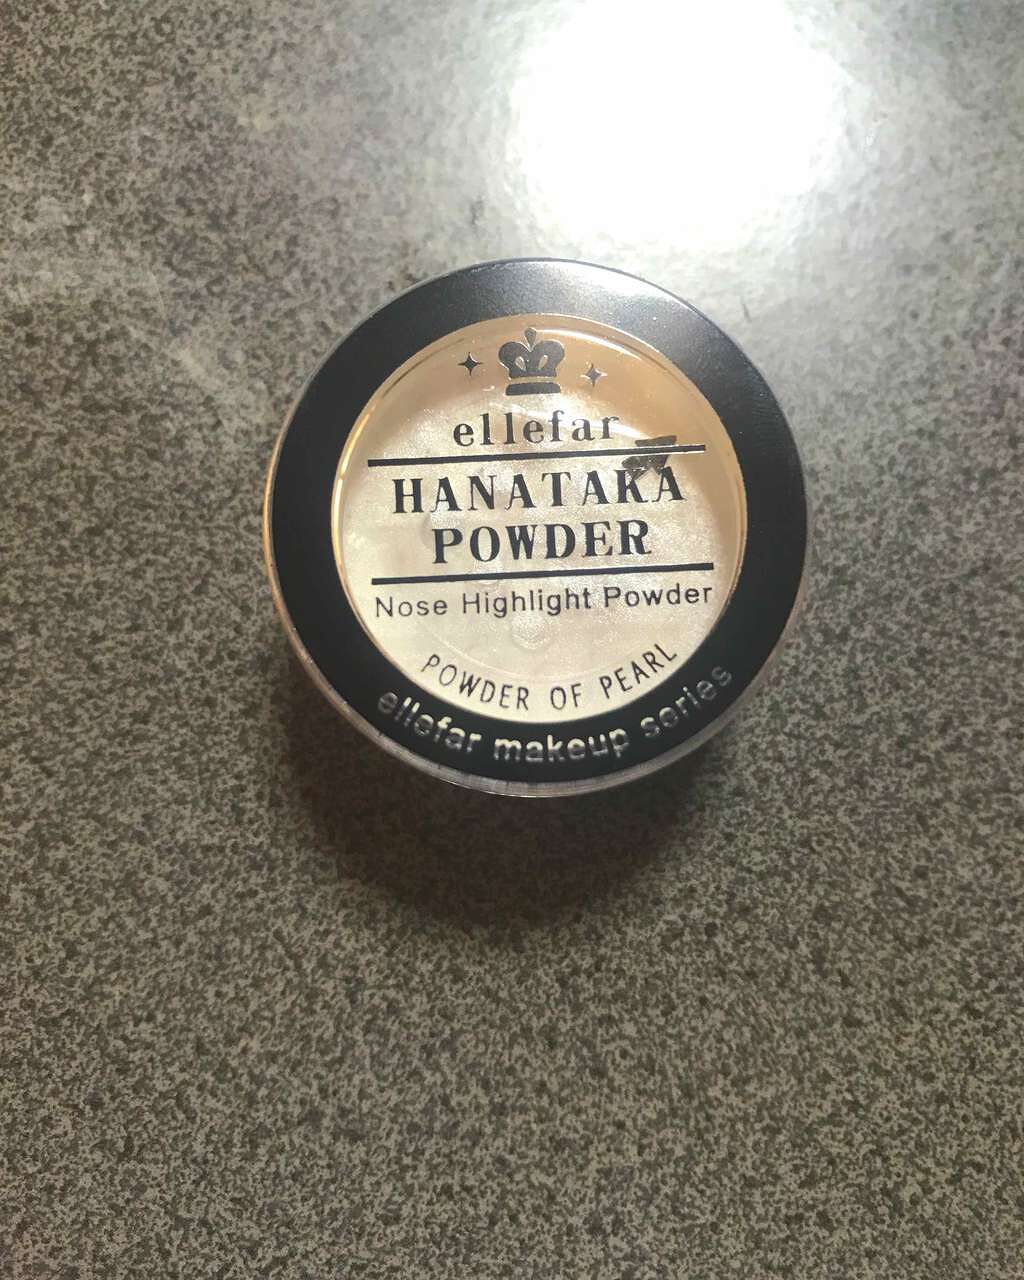 ellefar
HANATAKA
POWDER
Nose Highlight Powder
POWDER OF PEARL
ellefar makeup series